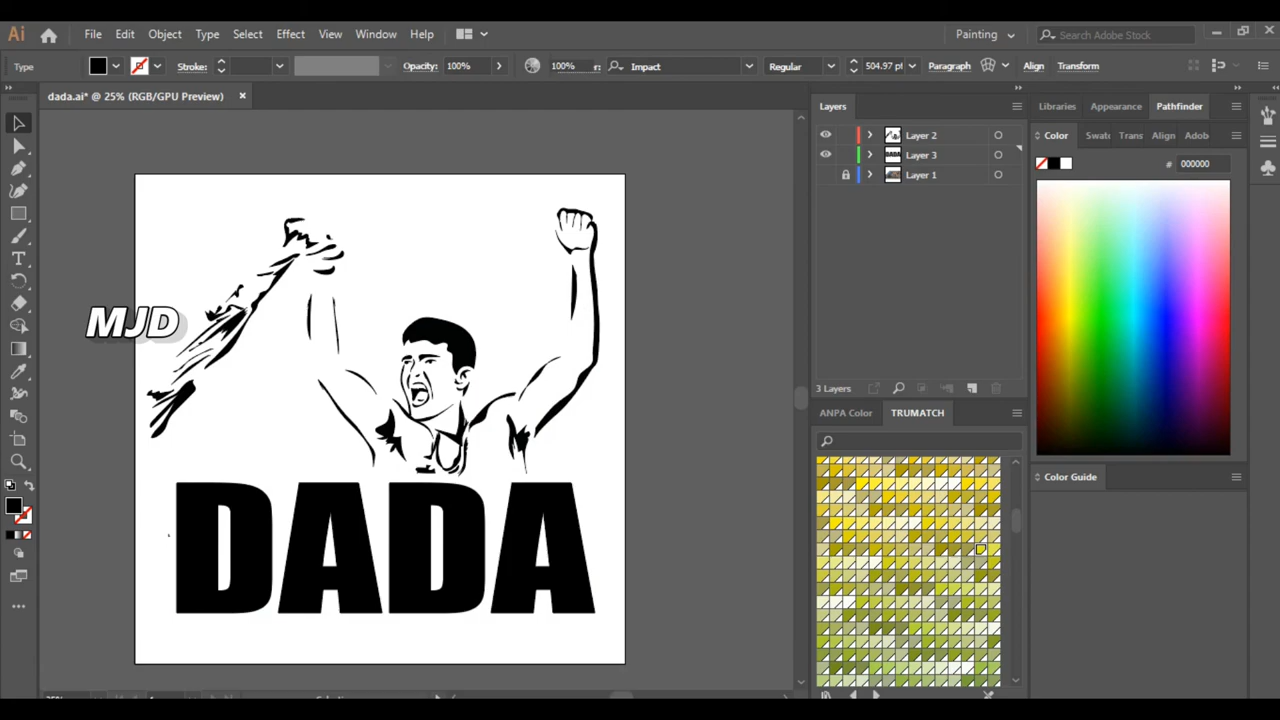 Ai File Edit Object Type Select Effect View Window Help Painting Search Adobe Stock
Type Stroke: Opacity: 100% 100% Impact Regular 504.97 pt Paragraph Align Transform
dada.ai* @ 25% (RGB/GPU Preview)
Layers
Libraries Appearance Pathfinder
Layer 2
Layer 3
Layer 1
Color Swatc Trans Align Adob
# 000000
MJD
DADA
3 Layers
ANPA Color TRUMATCH
Color Guide